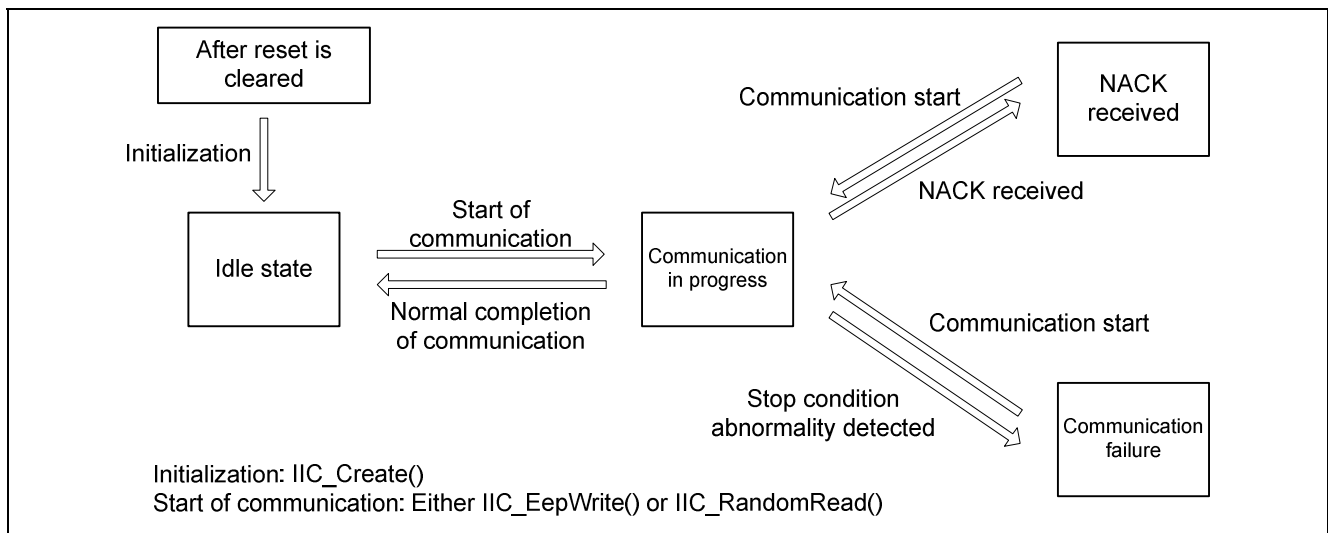 After reset is
cleared
Initialization
Idle state
Start of
communication
Normal completion
of communication
Communication
in progress
Communication start
NACK received
NACK
received
Communication start
Stop condition
abnormality detected
Communication
failure
Initialization: IIC_Create()
Start of communication: Either IIC_EepWrite() or IIC_RandomRead()